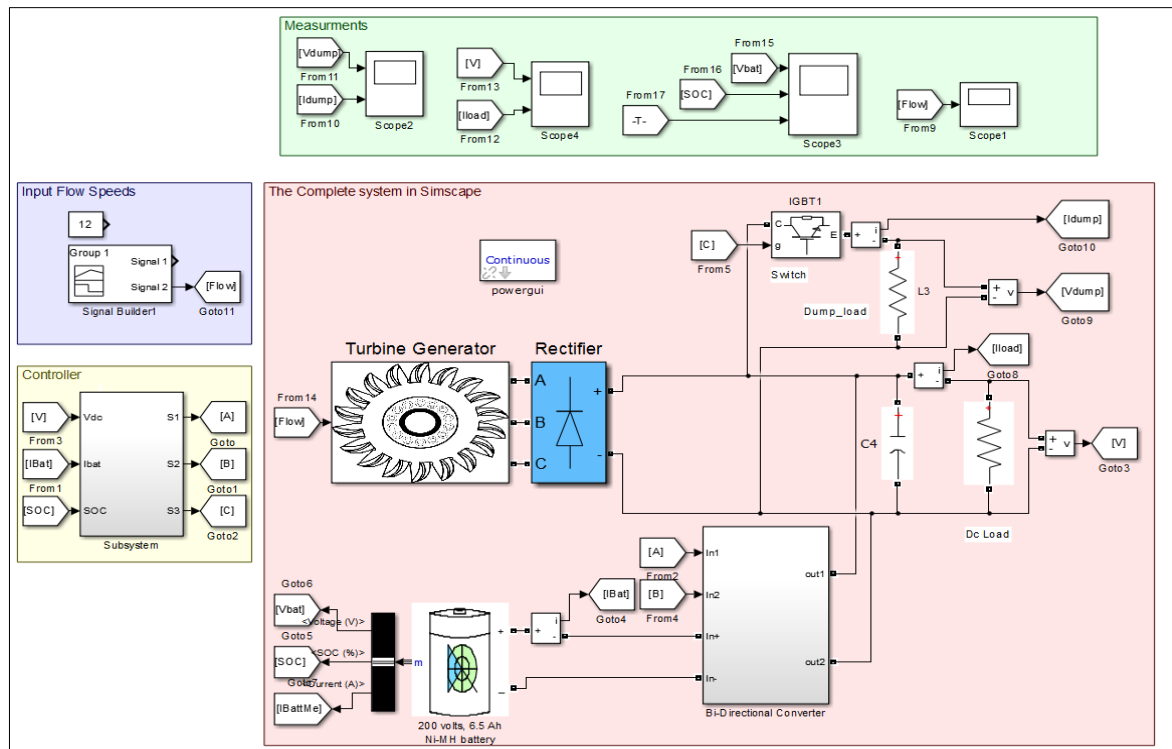 Measurments
[Vdump]
From11
[Idump]
From10
Scope2
[V]
From13
[Iload]
From12
Scope4
From15
[Vbat]
From16
[SOC]
From17
-T-
Scope3
[Flow]
From9
Scope1
Input Flow Speeds
12
Group 1
Signal 1
Signal 2
Signal Builder1
[Flow]
Goto11
Controller
[V]
From3
[IBat]
From1
[SOC]
Vdc
Ibat
SOC
S1
S2
S3
Subsystem
[A]
Goto
[B]
Goto1
[C]
Goto2
The Complete system in Simscape
Continuous
powergui
[C]
From5
IGBT1
C
g
E
Switch
+
i
-
[Idump]
Goto10
L3
Dump_load
+
-
v
[Vdump]
Goto9
Turbine Generator
From14
[Flow]
Rectifier
A
B
C
+
-
[Iload]
Goto8
+
i
-
C4
Dc Load
+
-
v
[V]
Goto3
[A]
From2
[B]
From4
In1
In2
In+
In-
out1
out2
Bi-Directional Converter
[IBat]
Goto4
+
i
-
Goto6
[Vbat]
<Voltage (V)>
Goto5
[SOC]
<SOC (%)>
Goto7
<Current (A)>
[IBattMe]
m
+
_
200 volts, 6.5 Ah
Ni-MH battery